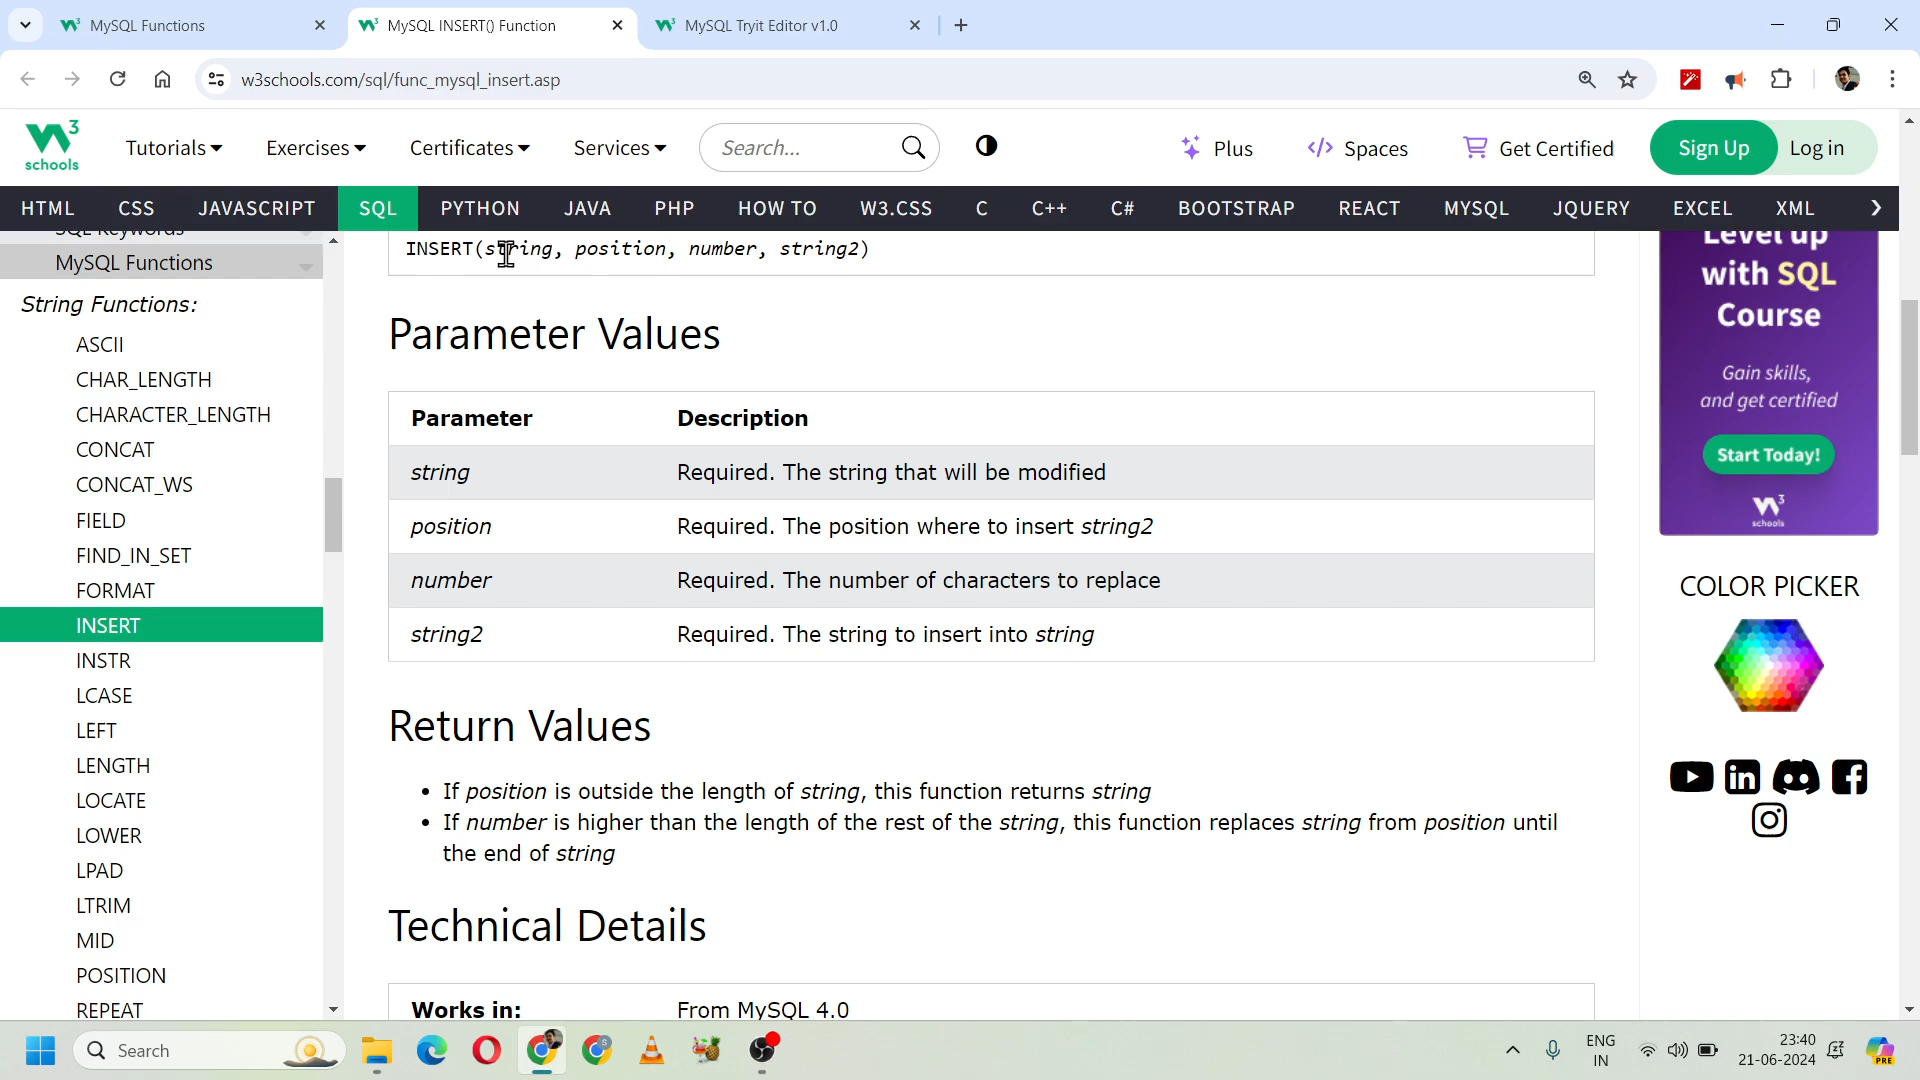 MySQL Functions
MySQL INSERT() Function
MySQL Tryit Editor v1.0
w3schools.com/sql/func_mysql_insert.asp
3
schools
Tutorials
Exercises
Certificates
Services
Search...
Plus
Spaces
Get Certified
Sign Up
Log in
HTML
CSS
JAVASCRIPT
SQL
PYTHON
JAVA
PHP
HOW TO
W3.CSS
C
C++
C#
BOOTSTRAP
REACT
MYSQL
JQUERY
EXCEL
XML
SQL Keywords
MySQL Functions
String Functions:
ASCII
CHAR_LENGTH
CHARACTER_LENGTH
CONCAT
CONCAT_WS
FIELD
FIND_IN_SET
FORMAT
INSERT
INSTR
LCASE
LEFT
LENGTH
LOCATE
LOWER
LPAD
LTRIM
MID
POSITION
REPEAT
INSERT(string, position, number, string2)
Parameter Values
Parameter Description
string Required. The string that will be modified
position Required. The position where to insert string2
number Required. The number of characters to replace
string2 Required. The string to insert into string
Return Values
• If position is outside the length of string, this function returns string
• If number is higher than the length of the rest of the string, this function replaces string from position until
the end of string
Technical Details
Works in: From MySQL 4.0
Level up
with SQL
Course
Gain skills,
and get certified
Start Today!
3
schools
COLOR PICKER
Search
ENG
IN
23:40
21-06-2024
PRE